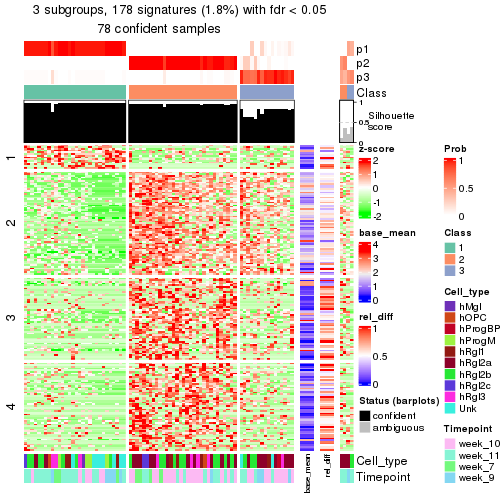 3 subgroups, 178 signatures (1.8%) with fdr < 0.05
78 confident samples
p1
p2
p3
Class
1
0.5
0
Silhouette
score
1
2
3
4
z-score
2
1
0
-1
-2
base_mean
4
3
2
1
0
rel_diff
1
0.5
0
Status (barplots)
confident
ambiguous
Prob
1
0.5
0
Class
1
2
3
Cell_type
hMgl
hOPC
hProgBP
hProgM
hRgl1
hRgl2a
hRgl2b
hRgl2c
hRgl3
Unk
Timepoint
week_10
week_11
week_7
week_9
Cell_type
Timepoint
base_mean
rel_diff